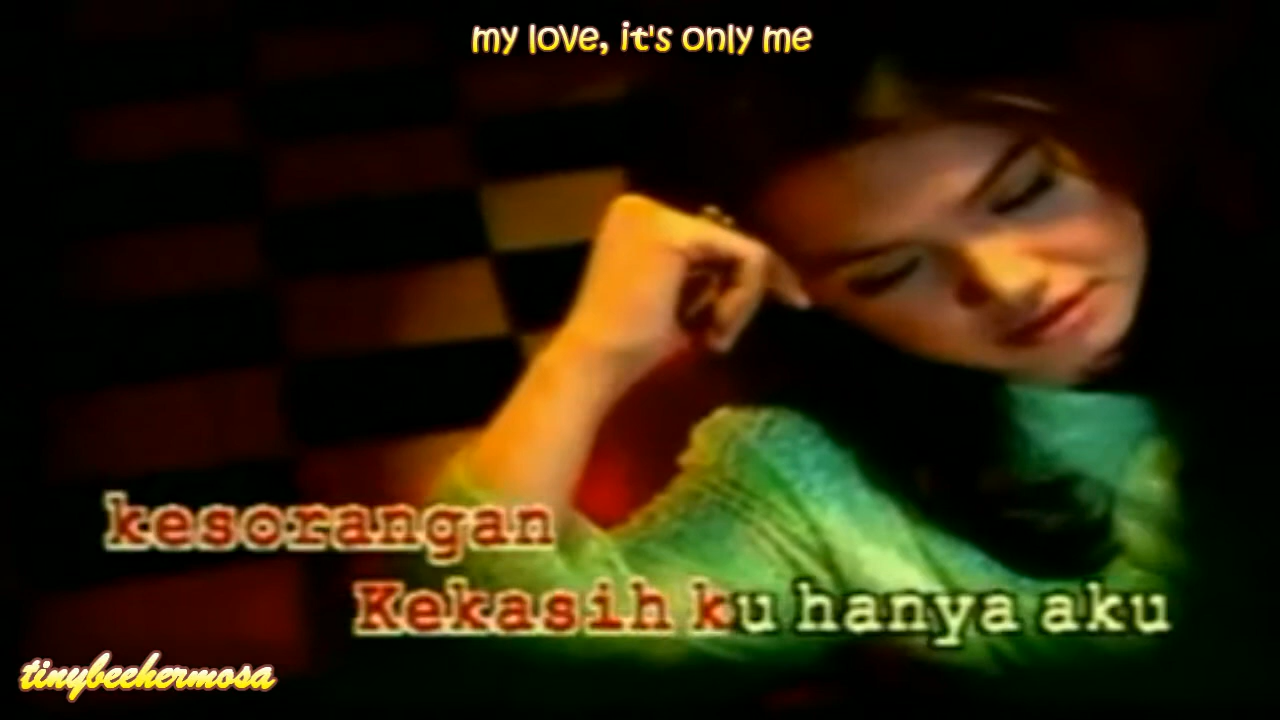 my love, it's only me
kesorangan
Kekasih ku hanya aku
tinybeehermosa